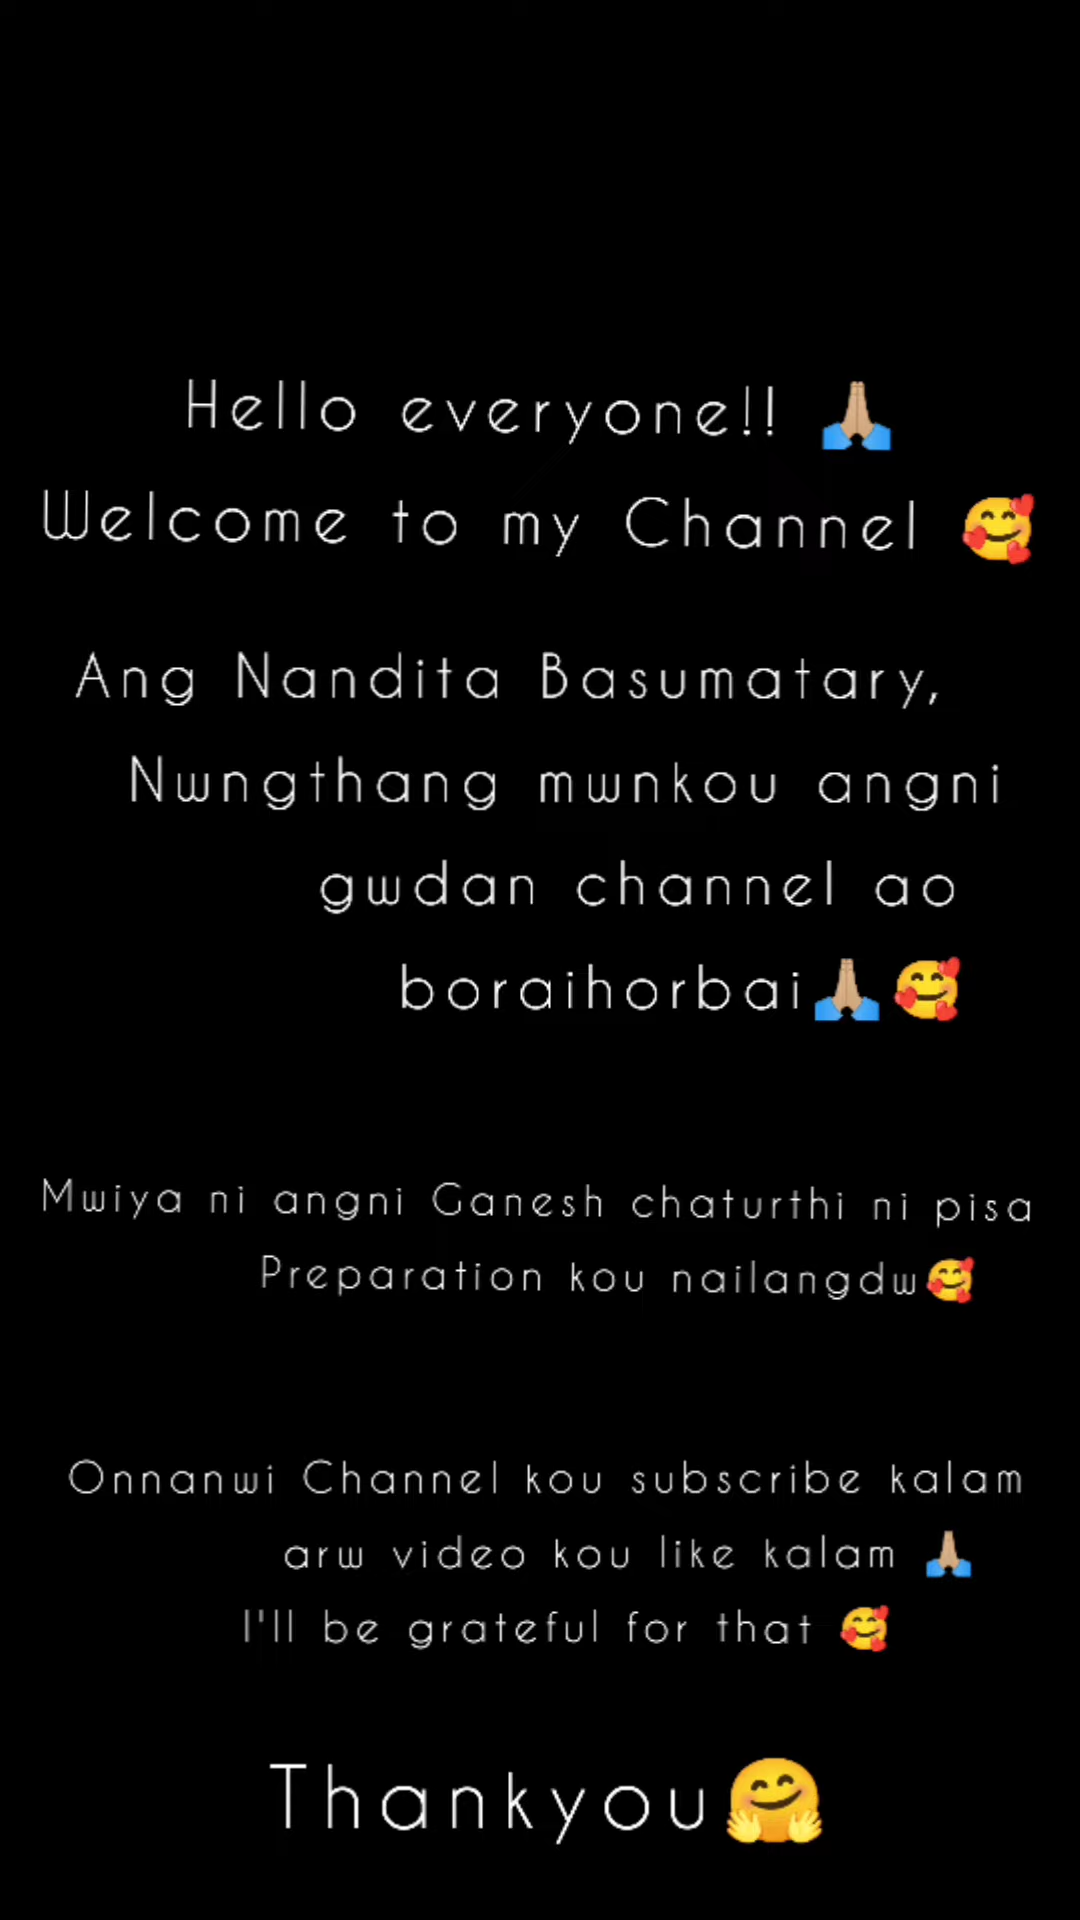 Hello everyone!! 🙏🏼
Welcome to my Channel 🥰
Ang Nandita Basumatary,
Nwngthang mwnkou angni
gwdan channel ao
boraihorbai🙏🏼🥰
Mwiya ni angni Ganesh chaturthi ni pisa
Preparation kou nailangdw🥰
Onnanwi Channel kou subscribe kalam
arw video kou like kalam 🙏🏼
I'll be grateful for that 🥰
Thankyou🤗